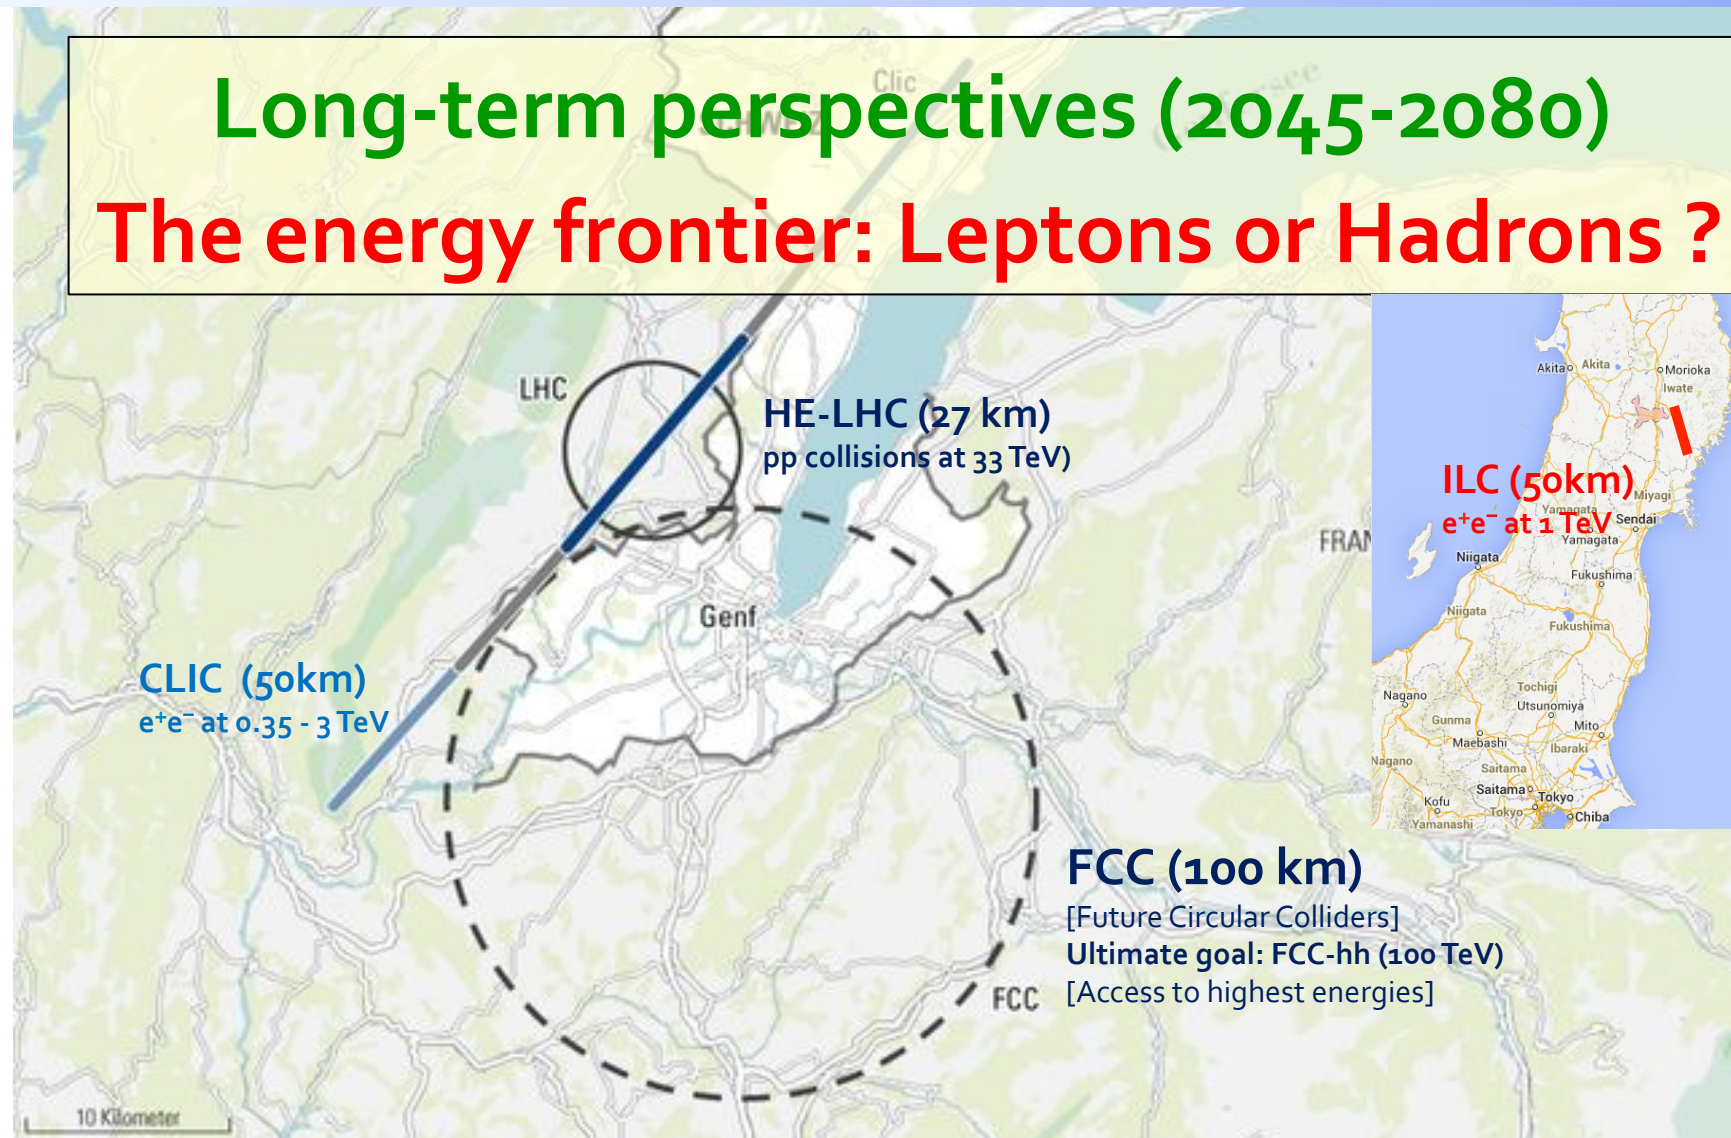 Long-term perspectives (2045-2080)
The energy frontier: Leptons or Hadrons ?
Clic
LHC
HE-LHC (27 km)
pp collisions at 33 TeV)
Genf
CLIC (50km)
e⁺e⁻ at 0.35 - 3 TeV
FCC (100 km)
[Future Circular Colliders]
Ultimate goal: FCC-hh (100 TeV)
[Access to highest energies]
FCC
10 Kilometer
FRAN
Akita
Akita
Morioka
Iwate
ILC (50km)
e⁺e⁻ at 1 TeV
Miyagi
Yamagata
Sendai
Yamagata
Niigata
Fukushima
Niigata
Fukushima
Nagano
Tochigi
Utsunomiya
Gunma
Mito
Maebashi
Ibaraki
Nagano
Saitama
Saitama
Kofu
Tokyo
Tokyo
Chiba
Yamanashi